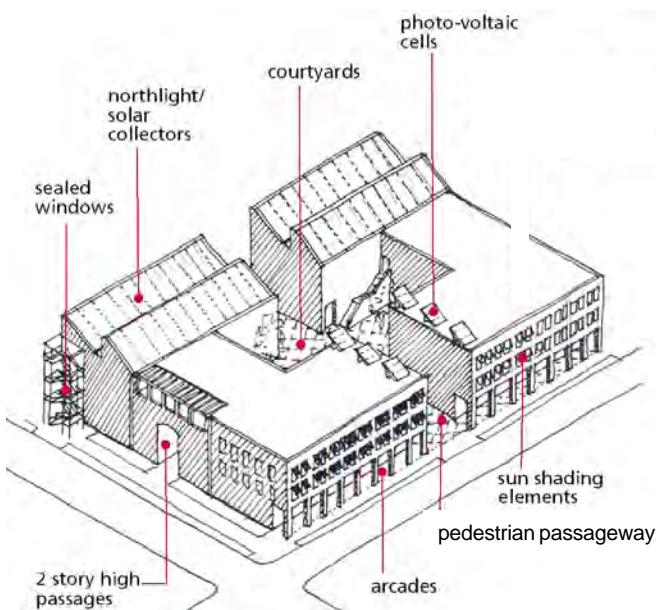 photo-voltaic
cells
courtyards
northlight/
solar
collectors
sealed
windows
sun shading
elements
pedestrian passageway
2 story high
passages
arcades